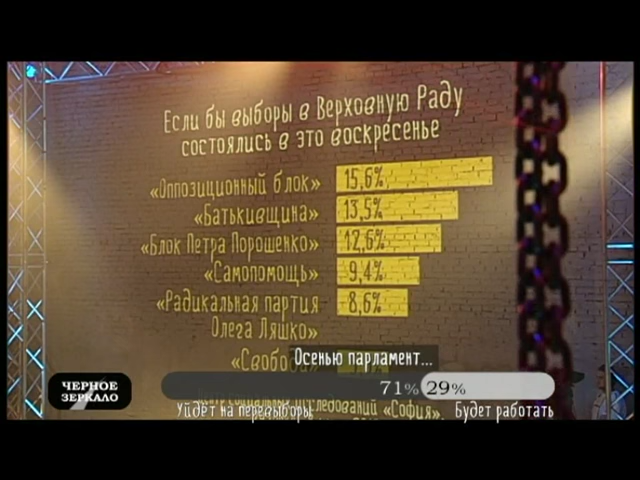 Если бы выборы в Верховную Раду
состоялись в это воскресенье
«Оппозиционный блок» 15,6%
«Батькивщина» 13,5%
«Блок Петра Порошенко» 12,6%
«Самопомощь» 9,4%
«Радикальная партия 8,6%
Олега Ляшко»
«Свобода»
Осенью парламент...
ЧЕРНОЕ
ЗЕРКАЛО
71% 29%
исследований «София»,
Уйдет на перевыборы Будет работать